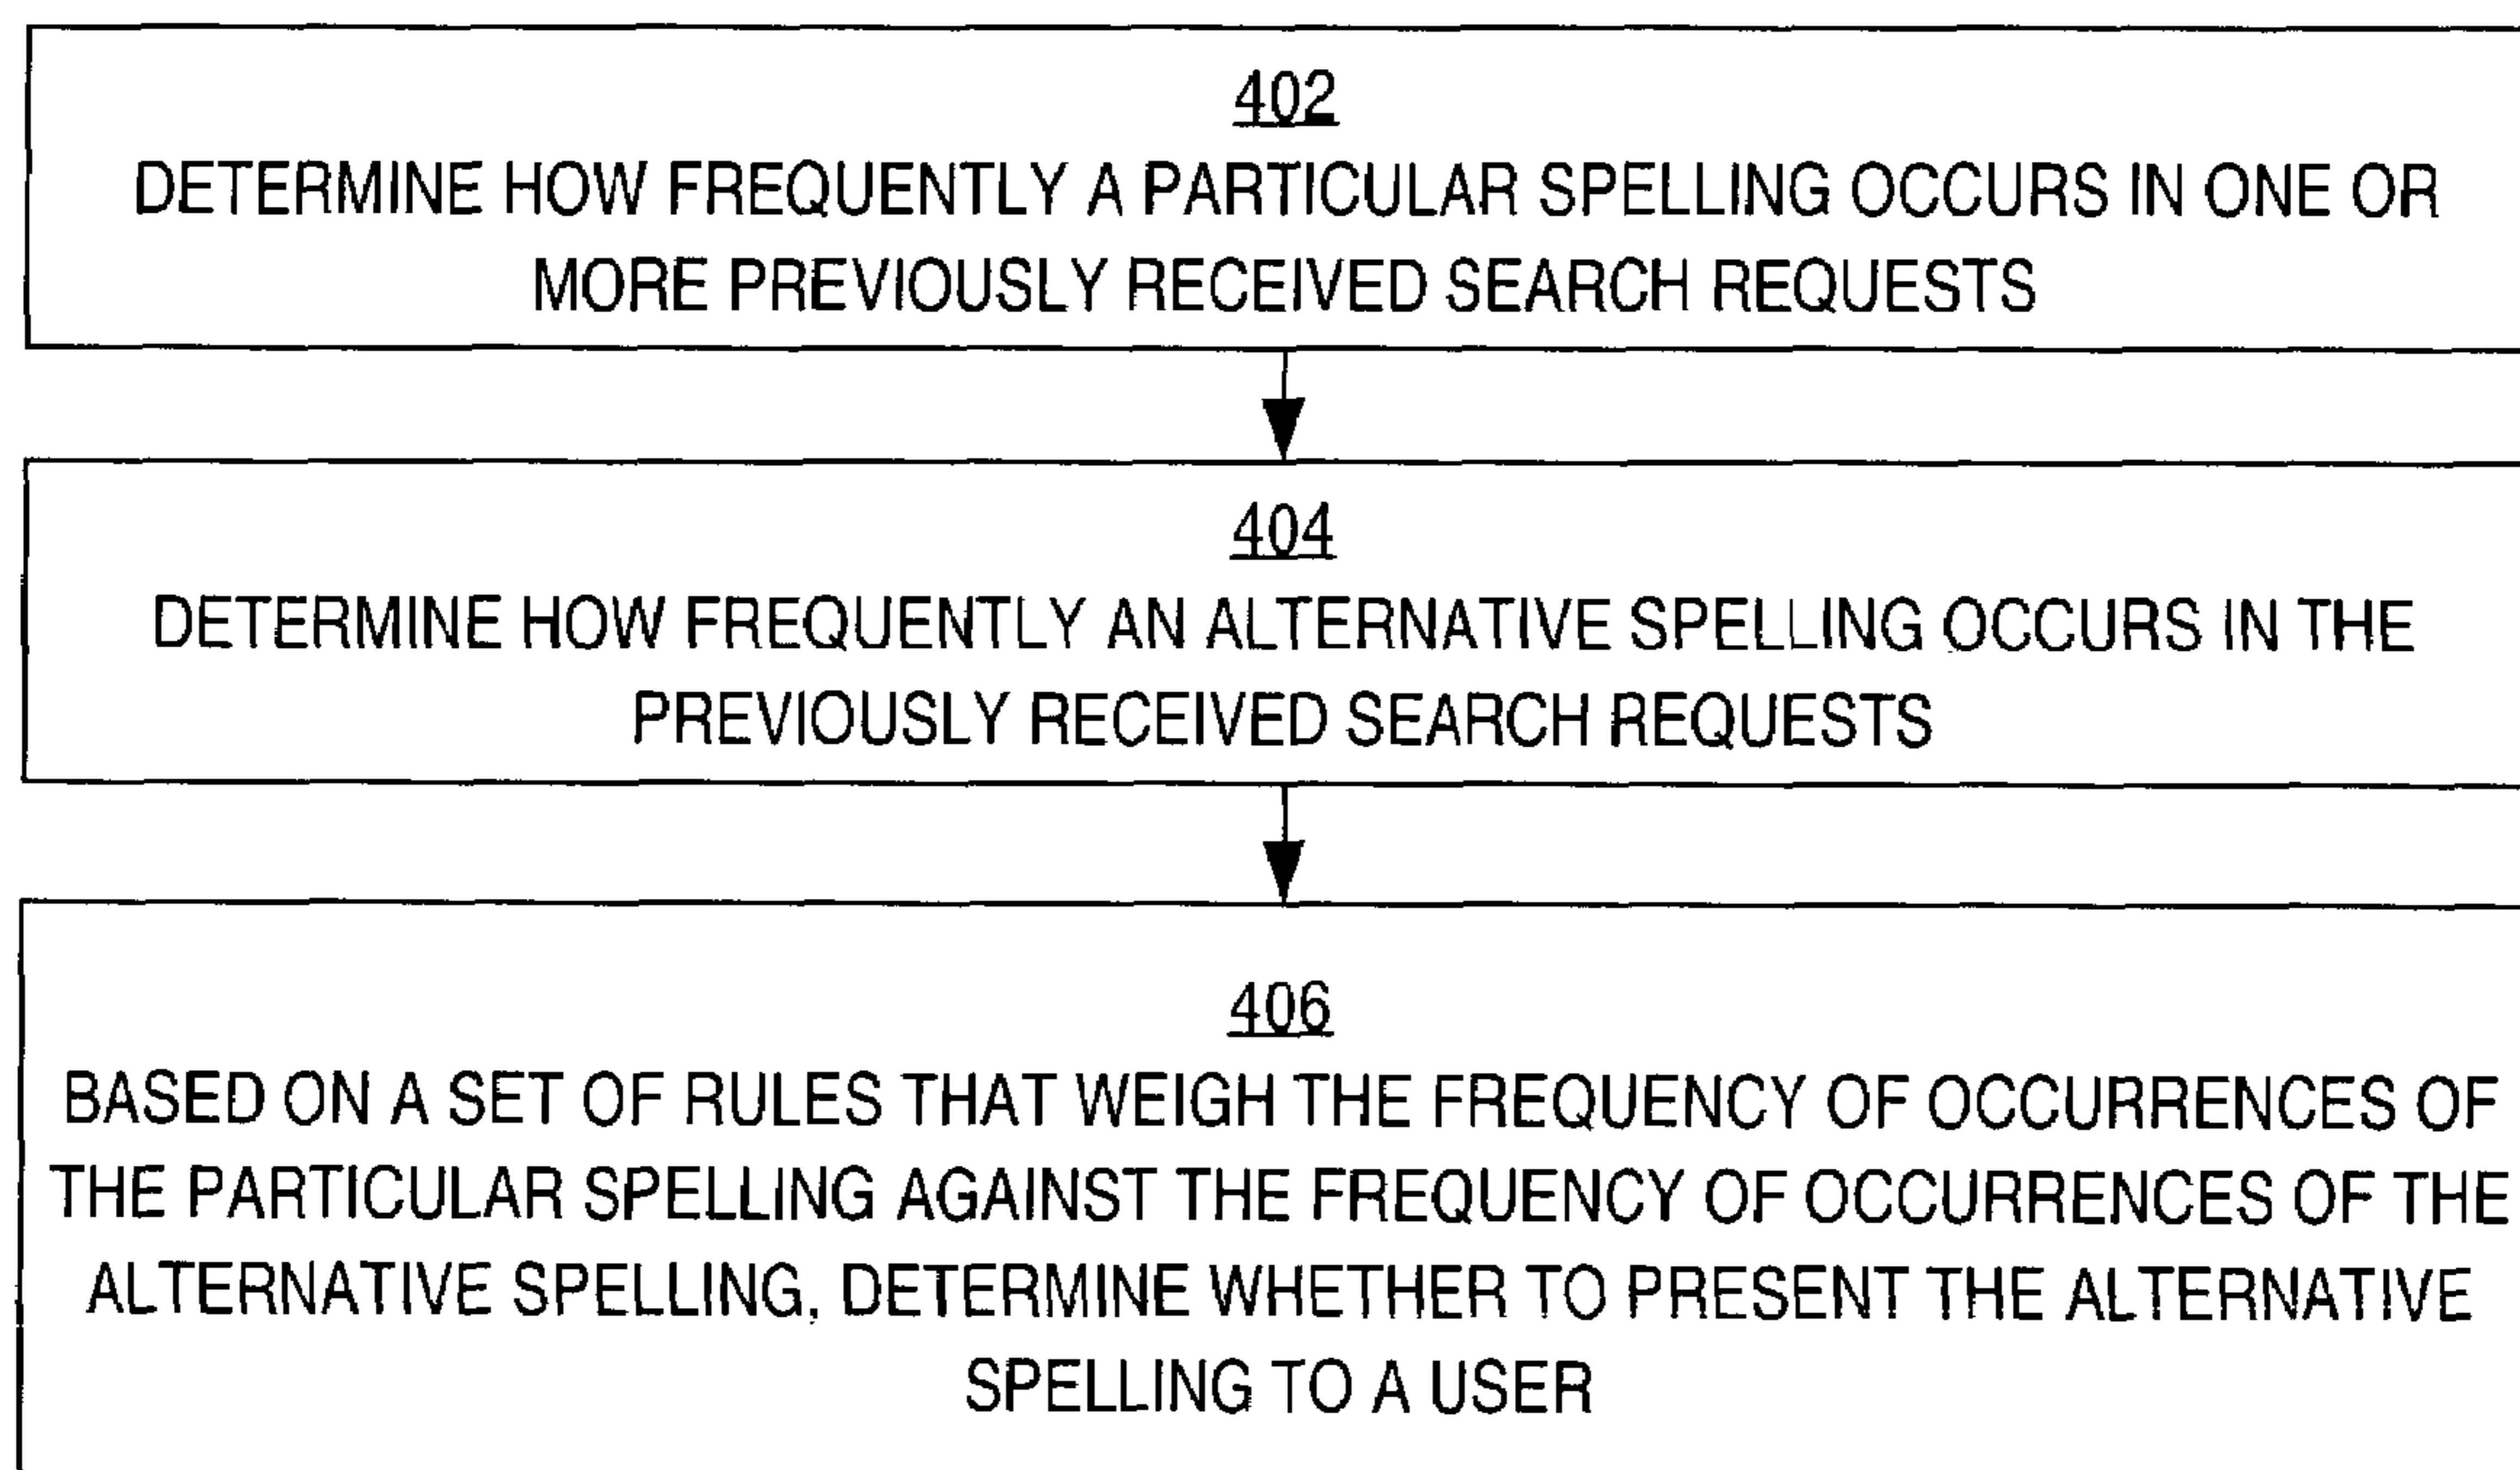 402
DETERMINE HOW FREQUENTLY A PARTICULAR SPELLING OCCURS IN ONE OR
MORE PREVIOUSLY RECEIVED SEARCH REQUESTS
404
DETERMINE HOW FREQUENTLY AN ALTERNATIVE SPELLING OCCURS IN THE
PREVIOUSLY RECEIVED SEARCH REQUESTS
406
BASED ON A SET OF RULES THAT WEIGH THE FREQUENCY OF OCCURRENCES OF
THE PARTICULAR SPELLING AGAINST THE FREQUENCY OF OCCURRENCES OF THE
ALTERNATIVE SPELLING, DETERMINE WHETHER TO PRESENT THE ALTERNATIVE
SPELLING TO A USER